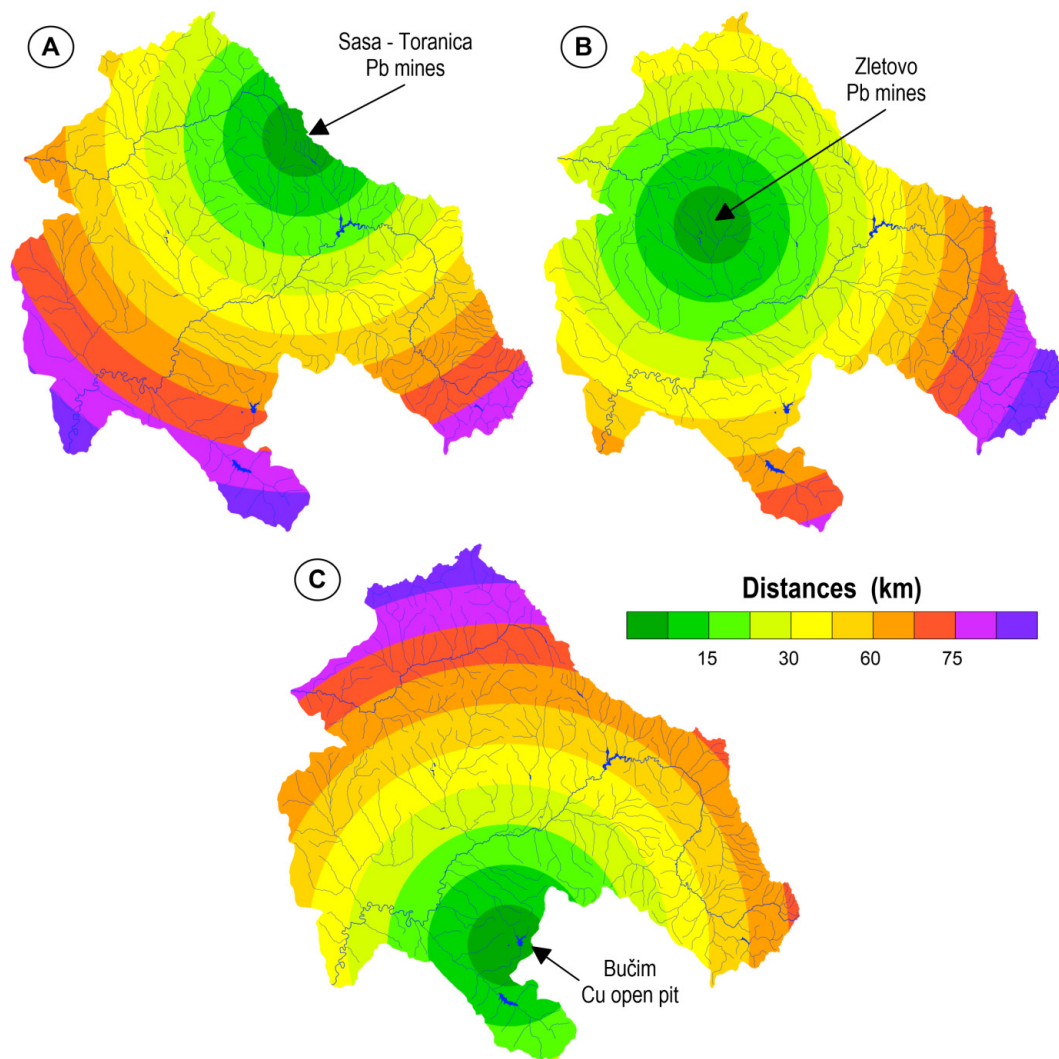 A
Sasa - Toranica
Pb mines
B
Zletovo
Pb mines
C
Distances (km)
15 30 60 75
Bučim
Cu open pit